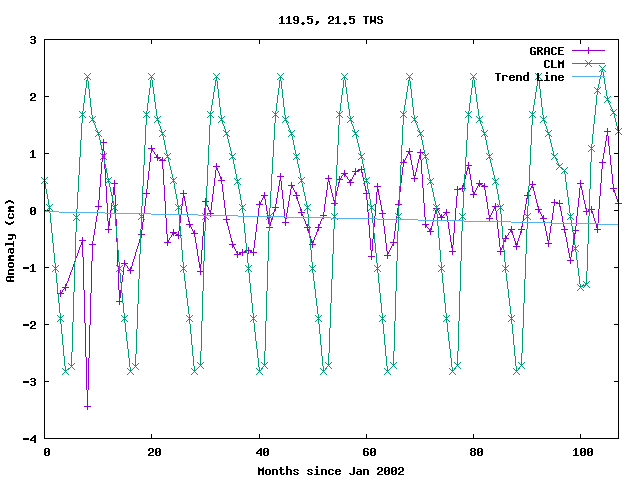 119.5, 21.5 TWS
GRACE
CLM
Trend Line
3
2
1
0
-1
-2
-3
-4
Anomaly (cm)
0 20 40 60 80 100
Months since Jan 2002